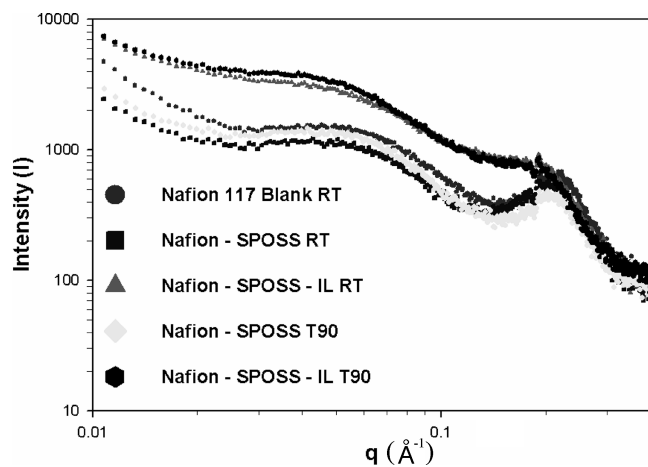 10000
1000
100
10
Intensity (I)
Nafion 117 Blank RT
Nafion - SPOSS RT
Nafion - SPOSS - IL RT
Nafion - SPOSS T90
Nafion - SPOSS - IL T90
0.01
0.1
q (Å⁻¹)